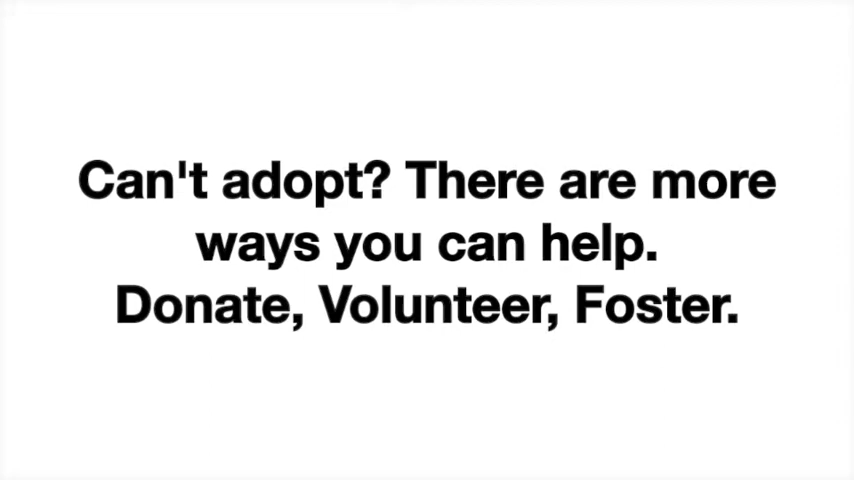 Can't adopt? There are more
ways you can help.
Donate, Volunteer, Foster.